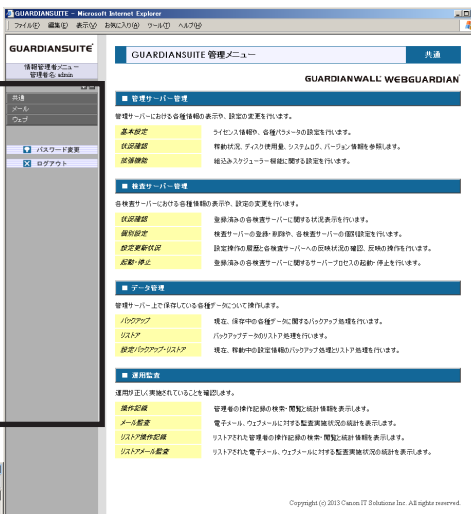 GUARDIANSUITE - Microsoft Internet Explorer
ファイル(F) 編集(E) 表示(V) お気に入り(A) ツール(T) ヘルプ(H)
GUARDIANSUITE
情報管理者メニュー
管理者名: admin
共通
メール
ウェブ
パスワード変更
ログアウト
GUARDIANSUITE 管理メニュー
共通
GUARDIANWALL WEBGUARDIAN
■ 管理サーバー管理
管理サーバーにおける各種情報の表示や、設定の変更を行います。
基本設定 ライセンス情報や、各種パラメータの設定を行います。
状況確認 稼動状況、ディスク使用量、システムログ、バージョン情報を参照します。
拡張機能 組込みスケジューラー機能に関する設定を行います。
■ 検査サーバー管理
各検査サーバーにおける各種情報の表示や、設定の変更を行います。
状況確認 登録済みの各検査サーバーに関する状況表示を行います。
個別設定 検査サーバーの登録・削除や、各検査サーバーの個別設定を行います。
設定更新状況 設定操作の履歴と各検査サーバーへの反映状況の確認、反映の操作を行います。
起動・停止 登録済みの各検査サーバーに関するサーバープロセスの起動・停止を行います。
■ データ管理
管理サーバー上で保存している各種データについて操作します。
バックアップ 現在、保存中の各種データに関するバックアップ処理を行います。
リストア バックアップデータのリストア処理を行います。
設定バックアップ・リストア 現在、稼動中の設定情報のバックアップ処理とリストア処理を行います。
■ 運用監査
運用が正しく実施されていることを確認します。
操作記録 管理者の操作記録の検索・閲覧と統計情報を表示します。
メール監査 電子メール、ウェブメールに対する監査実施状況の統計を表示します。
リストア操作記録 リストアされた管理者の操作記録の検索・閲覧と統計情報を表示します。
リストアメール監査 リストアされた電子メール、ウェブメールに対する監査実施状況の統計を表示します。
Copyright (c) 2013 Canon IT Solutions Inc. All rights reserved.